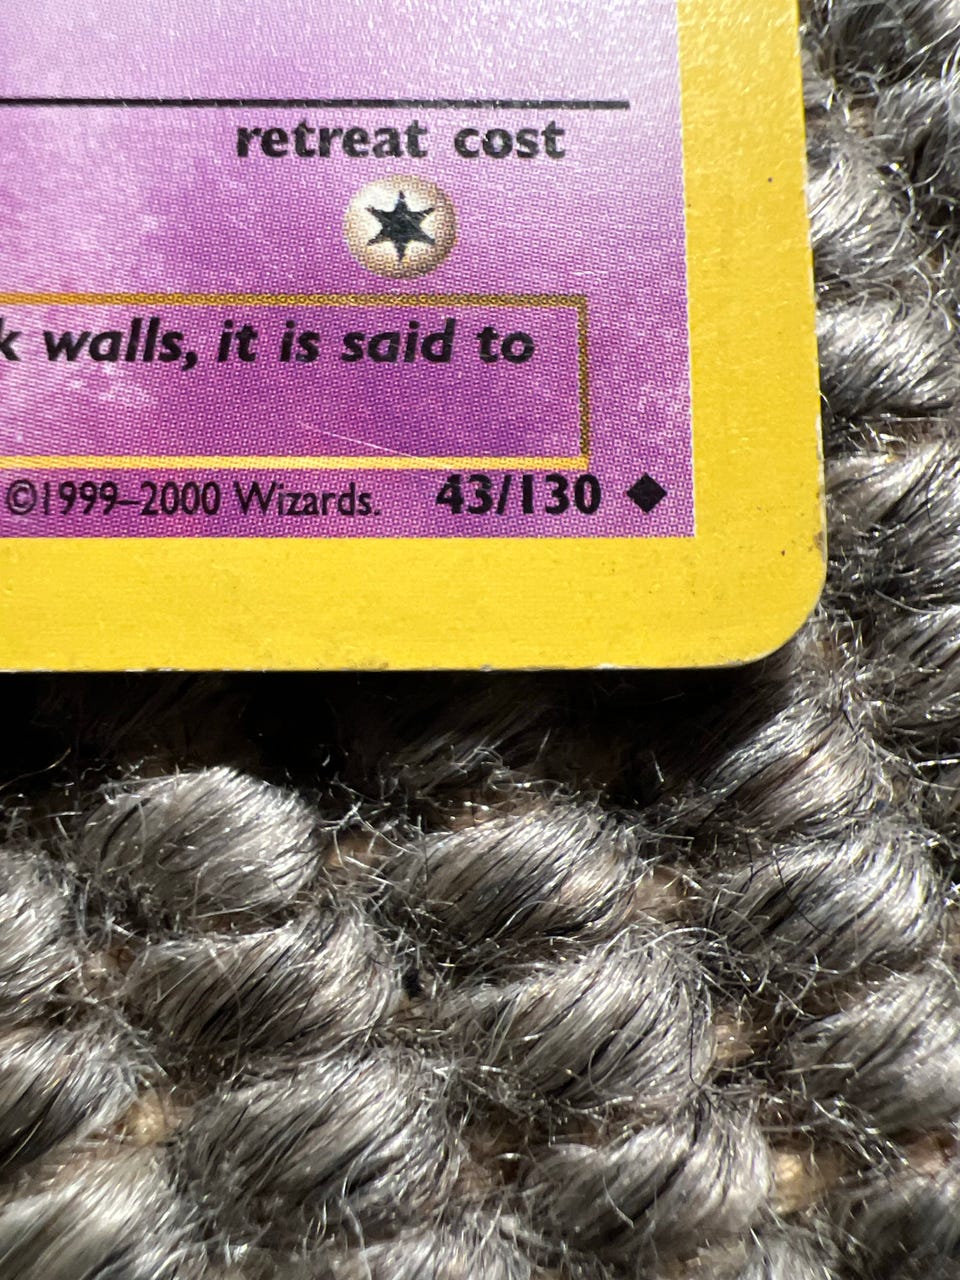 retreat cost
k walls, it is said to
©1999–2000 Wizards. 43/130